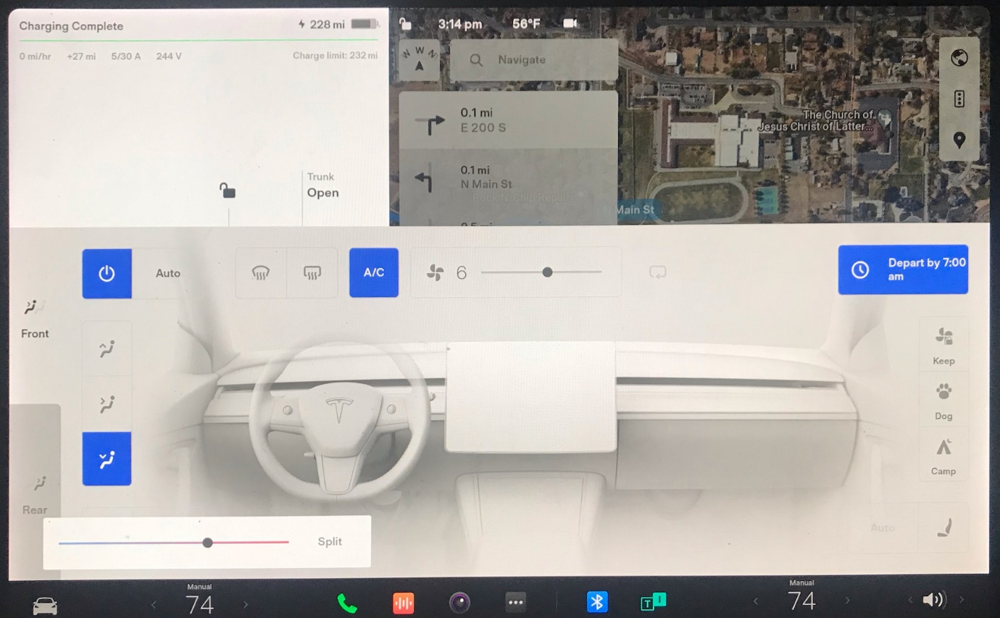 Charging Complete
228 mi
0 mi/hr +27 mi 5/30 A 244 V
Charge limit: 232 mi
Trunk
Open
3:14 pm 56°F
N W N
Navigate
0.1 mi
E 200 S
0.1 mi
N Main St
Rock N Chip Repair
0.5 mi
The Church of
Jesus Christ of Latter...
Main St
Auto
A/C
6
Depart by 7:00
am
Front
Rear
Keep
Dog
Camp
Auto
Split
Manual
74
T I
Manual
74